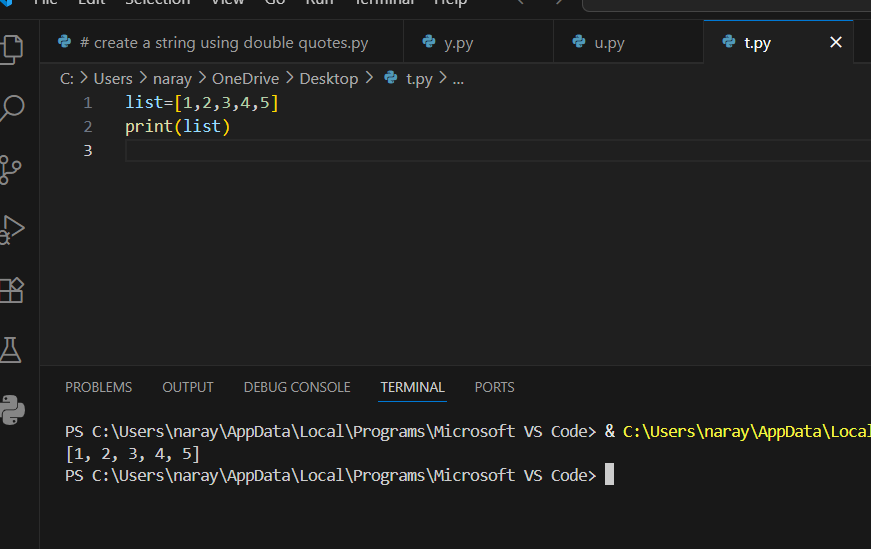 File Edit Selection View Go Run Terminal Help
# create a string using double quotes.py y.py u.py t.py
C: > Users > naray > OneDrive > Desktop > t.py > ...
1 list=[1,2,3,4,5]
2 print(list)
3
PROBLEMS OUTPUT DEBUG CONSOLE TERMINAL PORTS
PS C:\Users\naray\AppData\Local\Programs\Microsoft VS Code> & C:\Users\naray\AppData\Local
[1, 2, 3, 4, 5]
PS C:\Users\naray\AppData\Local\Programs\Microsoft VS Code>